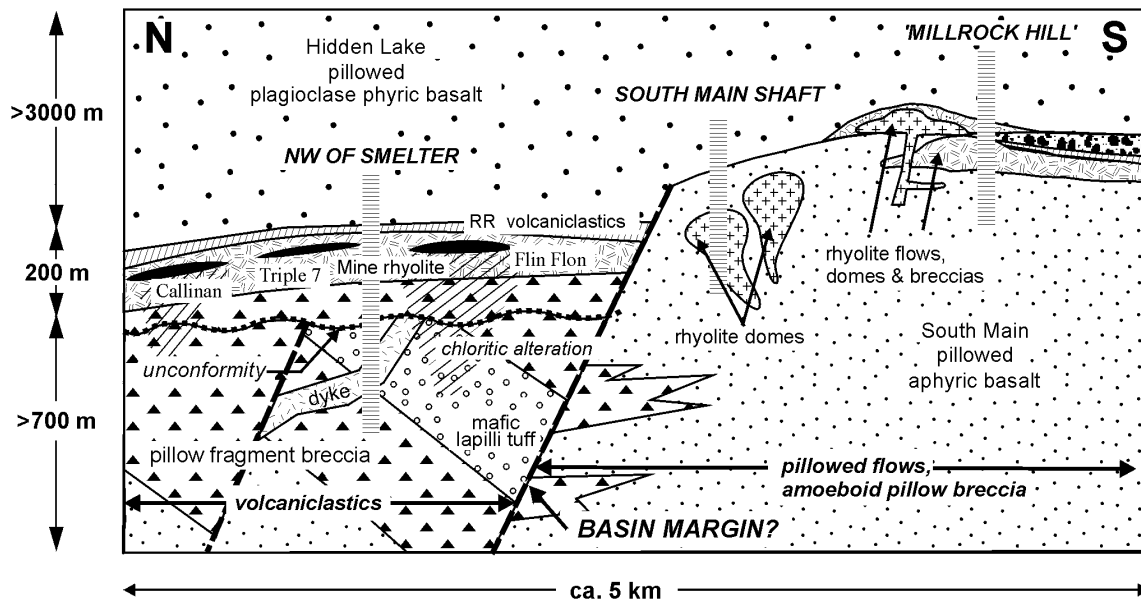 N
Hidden Lake
pillowed
plagioclase phyric basalt
'MILLROCK HILL'
S
>3000 m
SOUTH MAIN SHAFT
NW OF SMELTER
RR volcaniclastics
200 m
Callinan
Triple 7
Mine rhyolite
Flin Flon
rhyolite flows,
domes & breccias
rhyolite domes
South Main
pillowed
aphyric basalt
unconformity
chloritic alteration
dyke
>700 m
mafic
lapilli tuff
pillow fragment breccia
volcaniclastics
pillowed flows,
amoeboid pillow breccia
BASIN MARGIN?
ca. 5 km